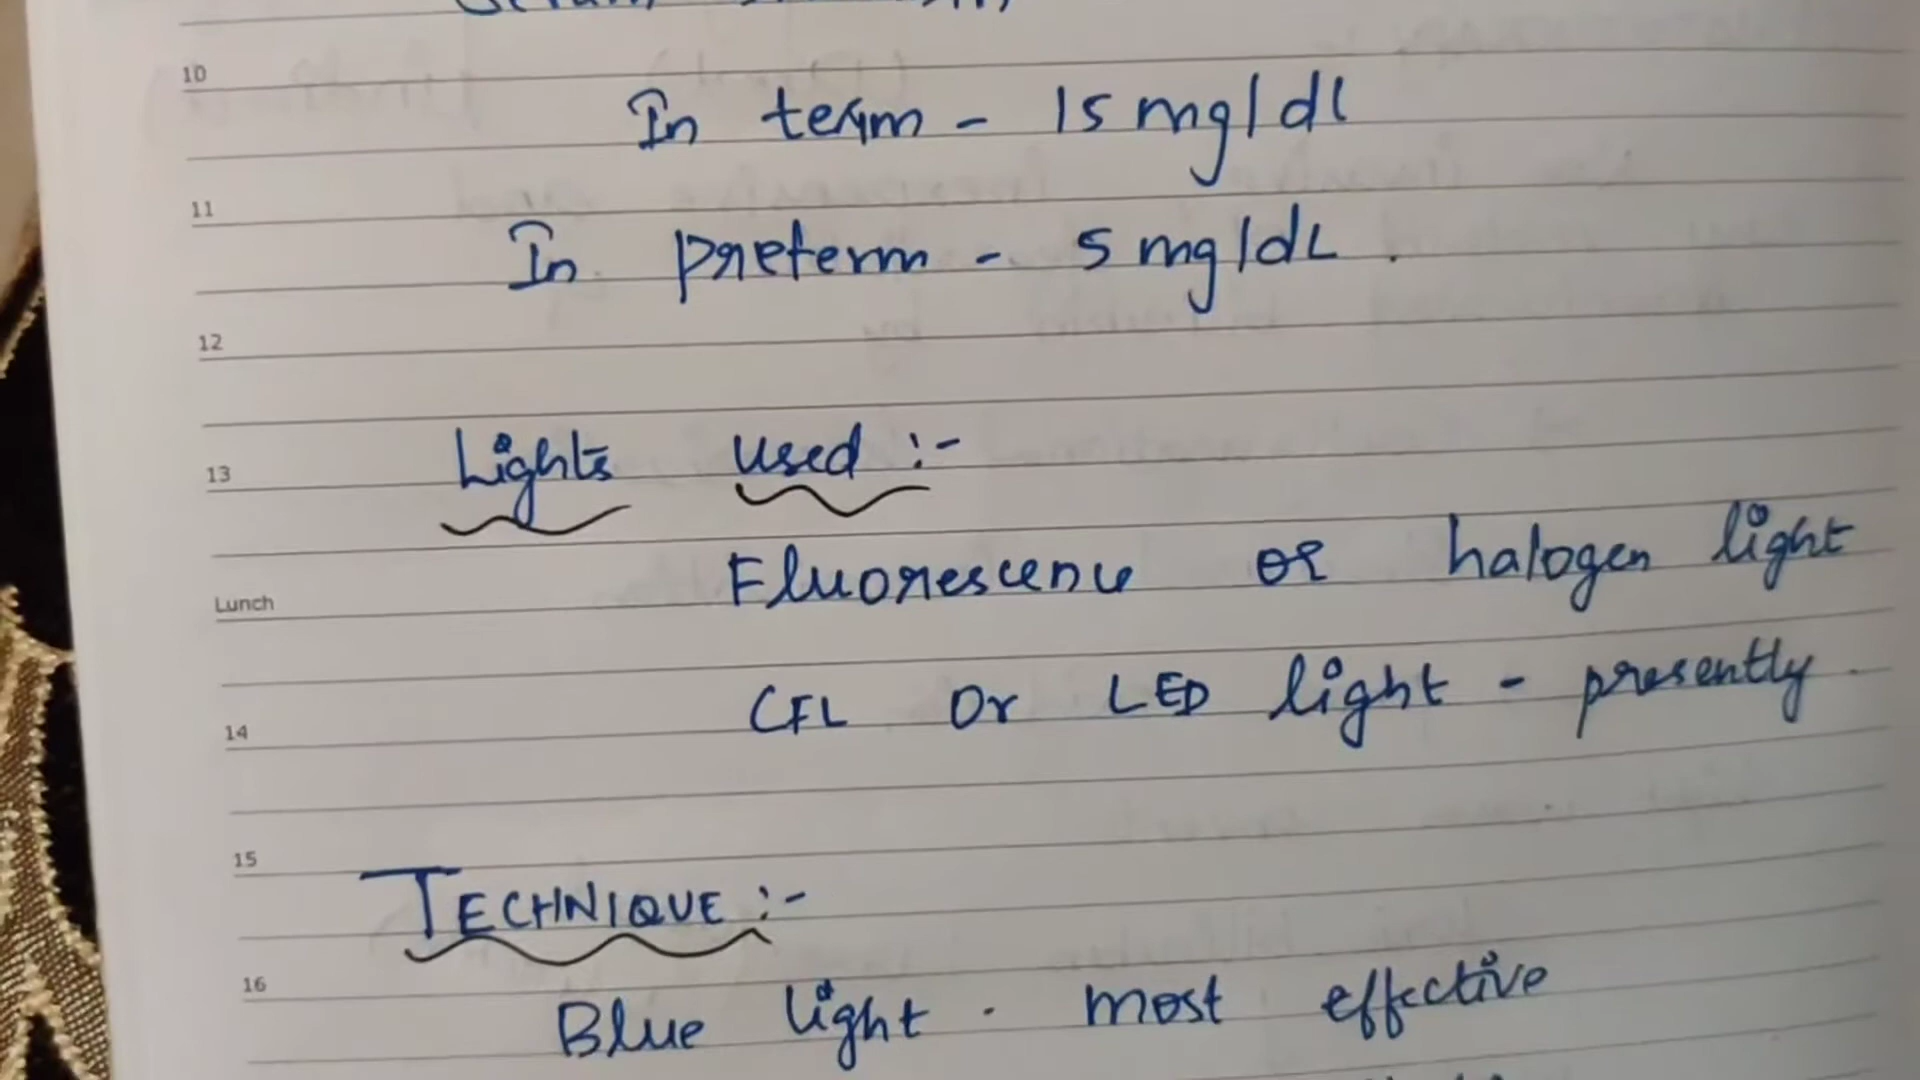 10
In term - 15 mg/dl
11
In preterm - 5 mg/dL.
12
Lights used :-
13
Fluorescence or halogen light
Lunch
CFL Or LED light - presently
14
15
TECHNIQUE :-
16
Blue light . most effective